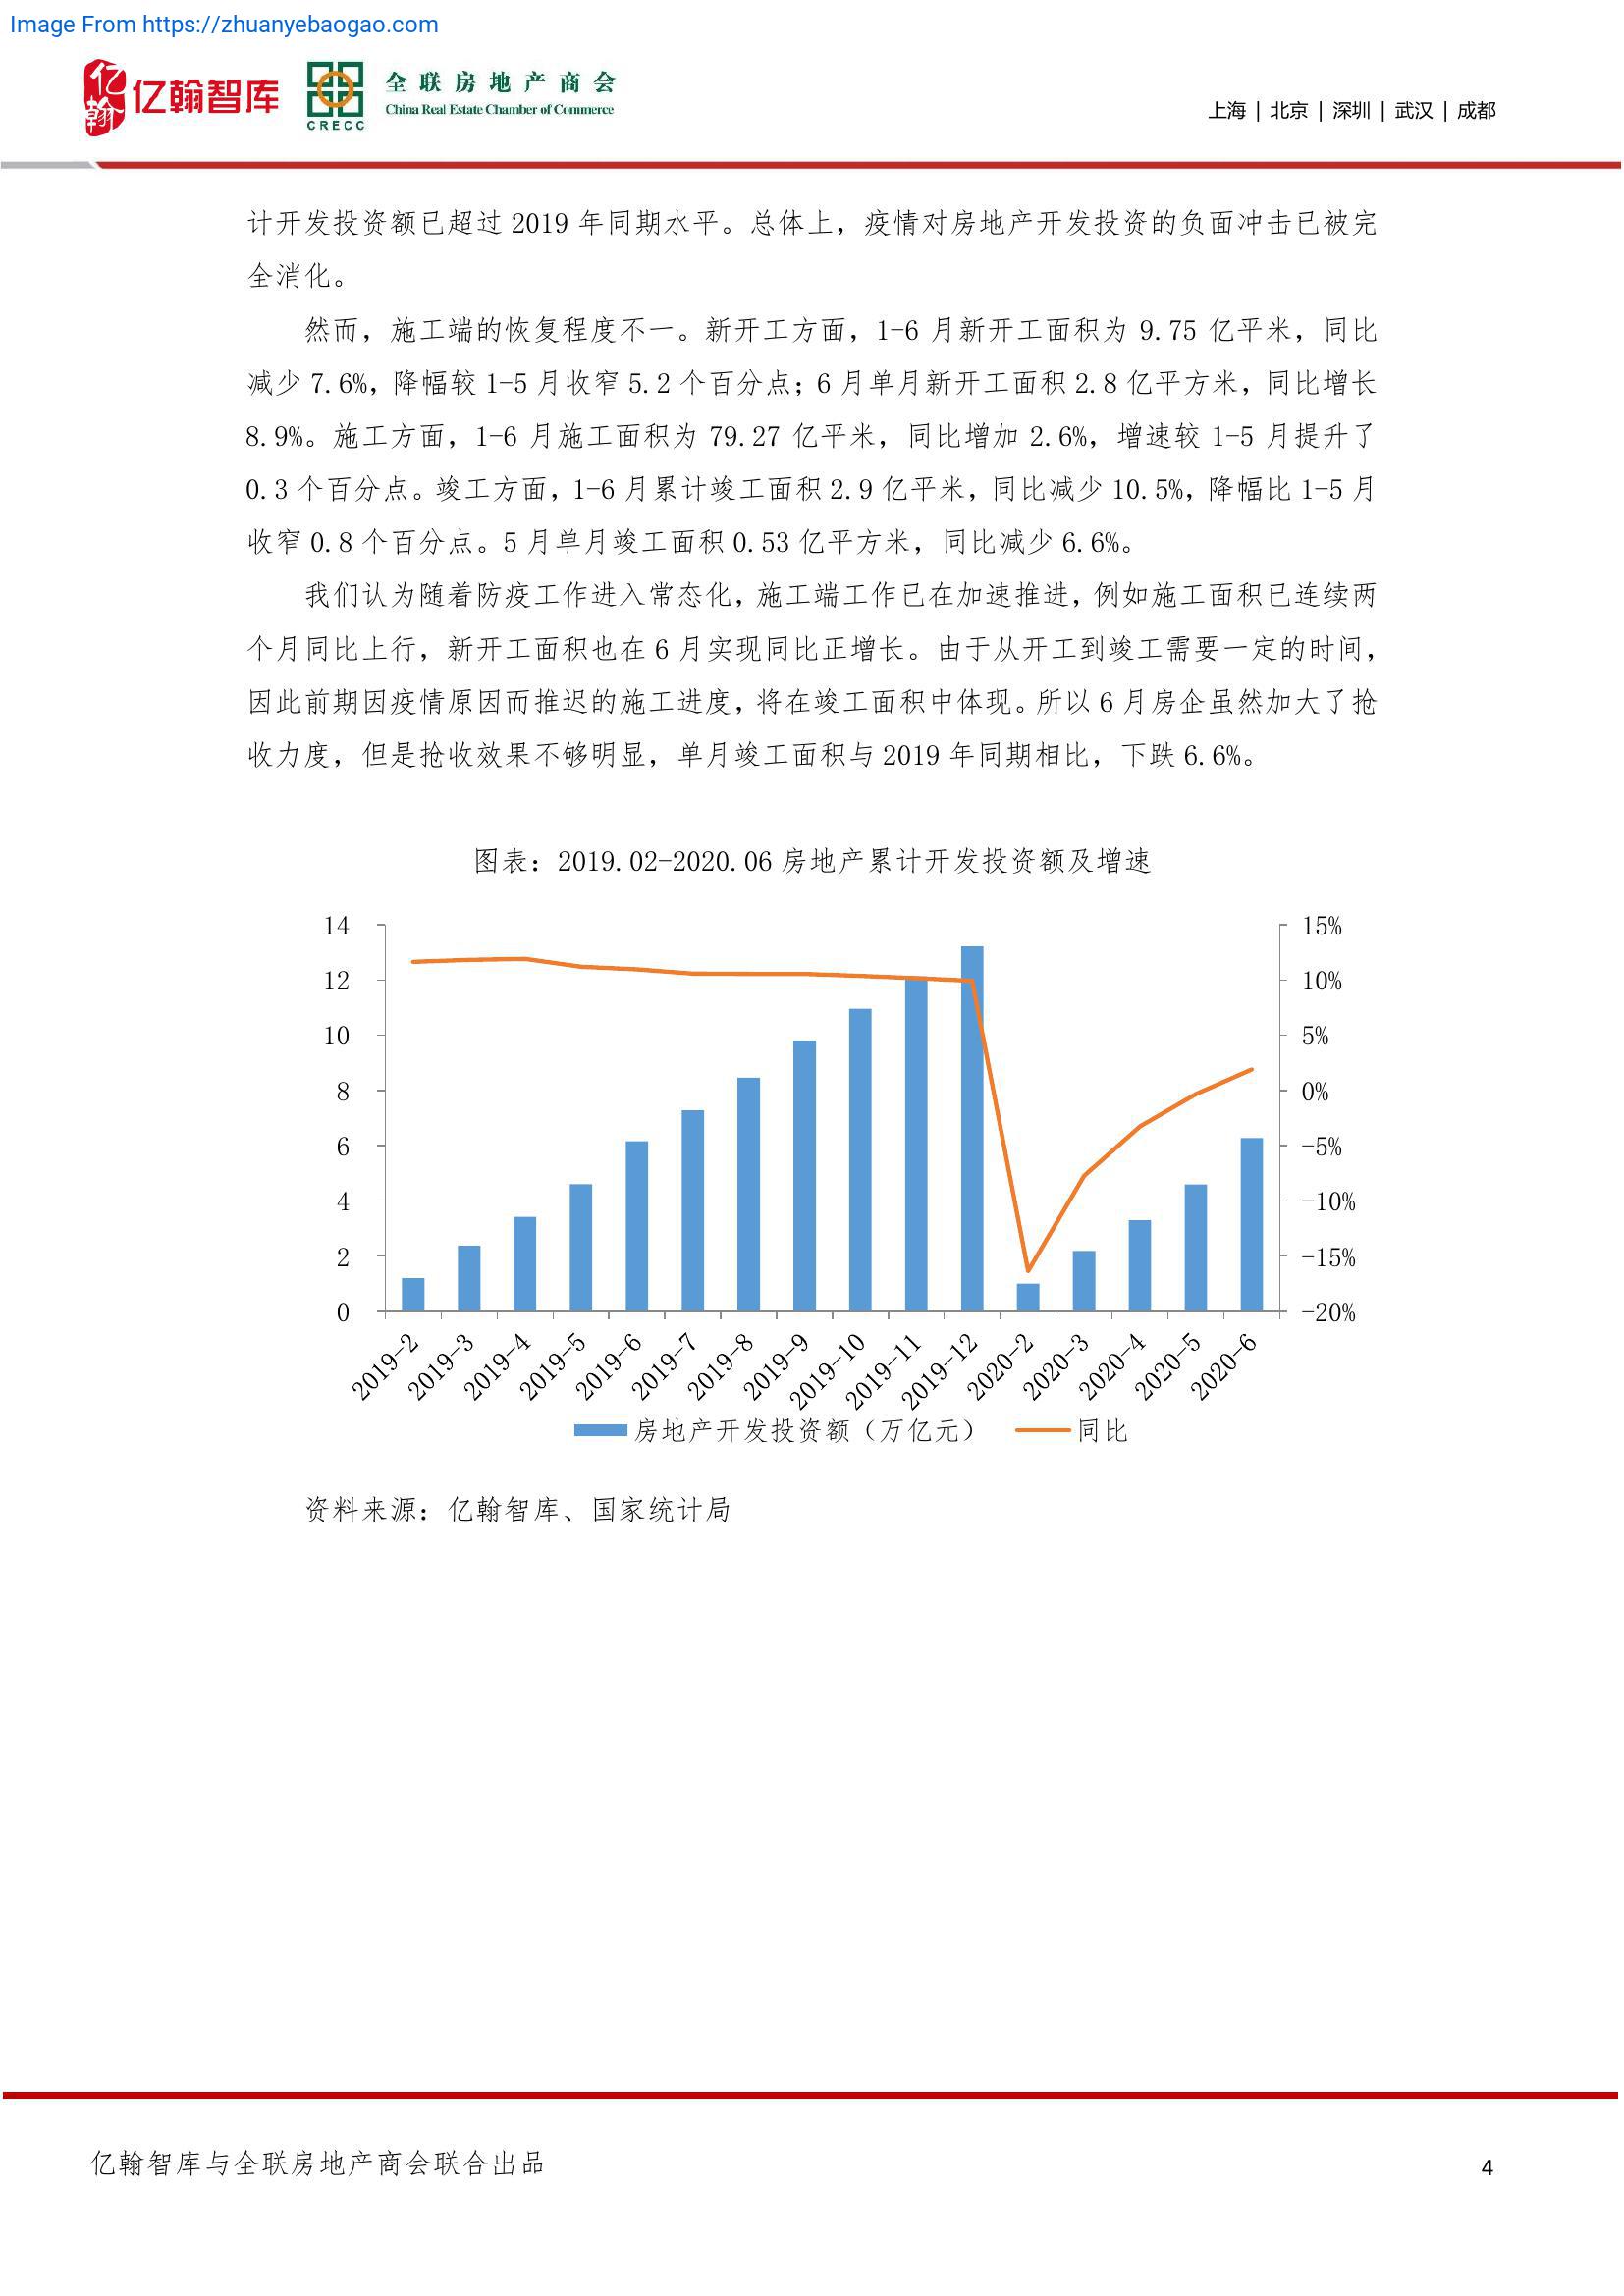 Image From https://zhuanyebaogao.com
亿翰
亿翰智库
CRECC
全联房地产商会
China Real Estate Chamber of Commerce
上海 | 北京 | 深圳 | 武汉 | 成都
计开发投资额已超过 2019 年同期水平。总体上，疫情对房地产开发投资的负面冲击已被完
全消化。
然而，施工端的恢复程度不一。新开工方面，1-6 月新开工面积为 9.75 亿平米，同比
减少 7.6%，降幅较 1-5 月收窄 5.2 个百分点；6 月单月新开工面积 2.8 亿平方米，同比增长
8.9%。施工方面，1-6 月施工面积为 79.27 亿平米，同比增加 2.6%，增速较 1-5 月提升了
0.3 个百分点。竣工方面，1-6 月累计竣工面积 2.9 亿平米，同比减少 10.5%，降幅比 1-5 月
收窄 0.8 个百分点。5 月单月竣工面积 0.53 亿平方米，同比减少 6.6%。
我们认为随着防疫工作进入常态化，施工端工作已在加速推进，例如施工面积已连续两
个月同比上行，新开工面积也在 6 月实现同比正增长。由于从开工到竣工需要一定的时间，
因此前期因疫情原因而推迟的施工进度，将在竣工面积中体现。所以 6 月房企虽然加大了抢
收力度，但是抢收效果不够明显，单月竣工面积与 2019 年同期相比，下跌 6.6%。
图表：2019.02-2020.06 房地产累计开发投资额及增速
14
12
10
8
6
4
2
0
15%
10%
5%
0%
-5%
-10%
-15%
-20%
2019-2
2019-3
2019-4
2019-5
2019-6
2019-7
2019-8
2019-9
2019-10
2019-11
2019-12
2020-2
2020-3
2020-4
2020-5
2020-6
房地产开发投资额（万亿元）
同比
资料来源：亿翰智库、国家统计局
亿翰智库与全联房地产商会联合出品
4